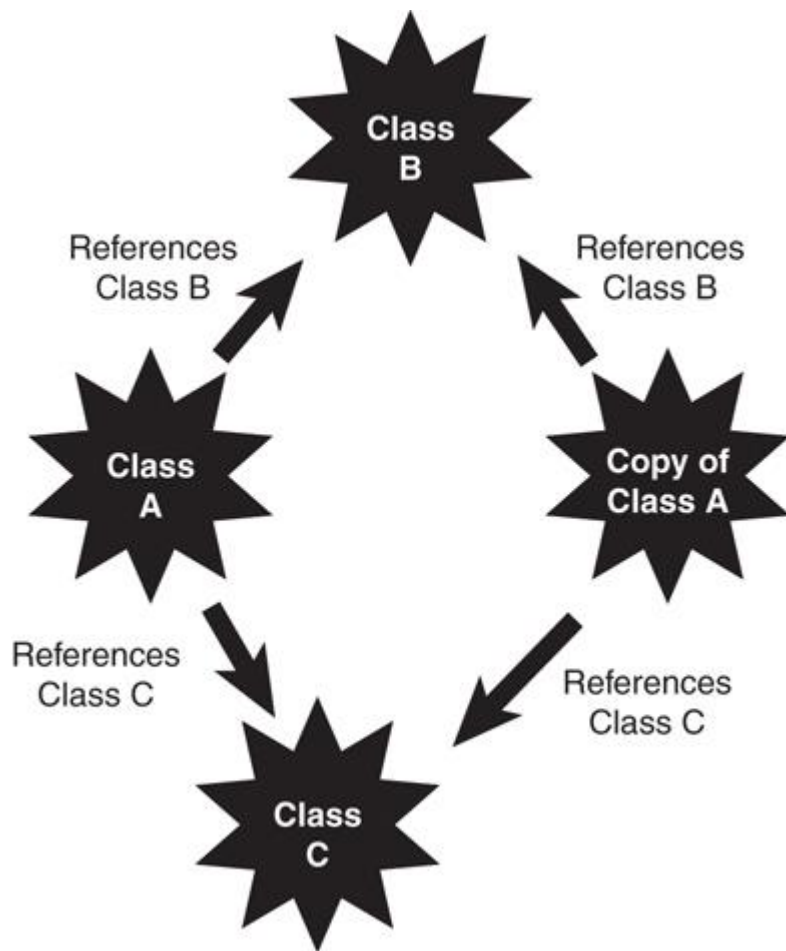 Class
B
References
Class B
References
Class B
Class
A
Copy of
Class A
References
Class C
References
Class C
Class
C